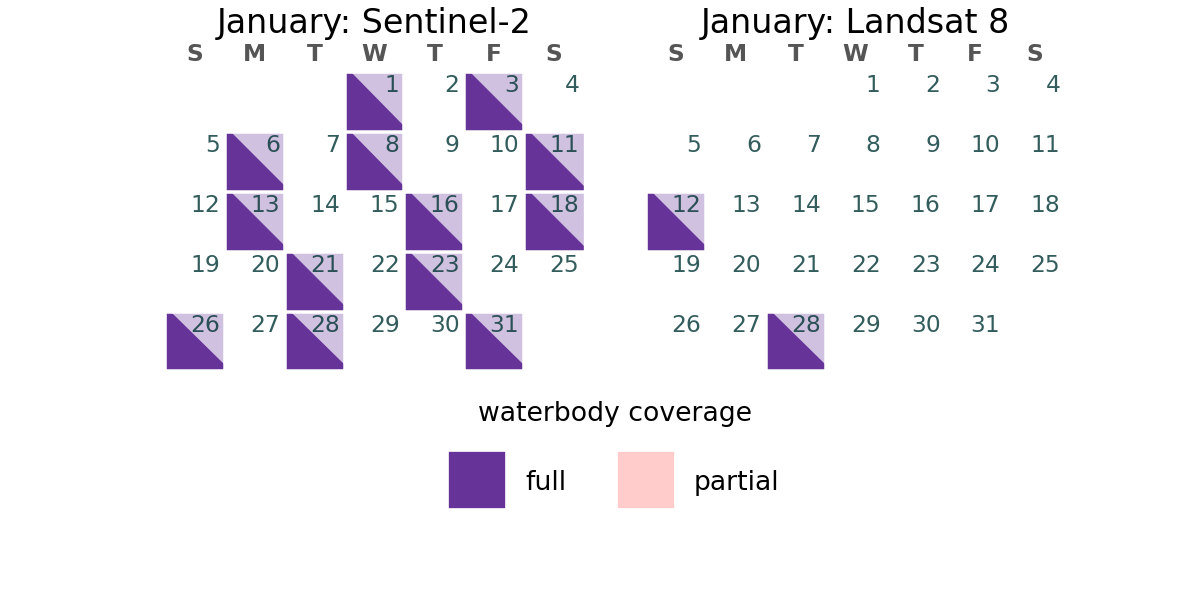 January: Sentinel-2
S M T W T F S
1 2 3 4
5 6 7 8 9 10 11
12 13 14 15 16 17 18
19 20 21 22 23 24 25
26 27 28 29 30 31
January: Landsat 8
S M T W T F S
1 2 3 4
5 6 7 8 9 10 11
12 13 14 15 16 17 18
19 20 21 22 23 24 25
26 27 28 29 30 31
waterbody coverage
full partial